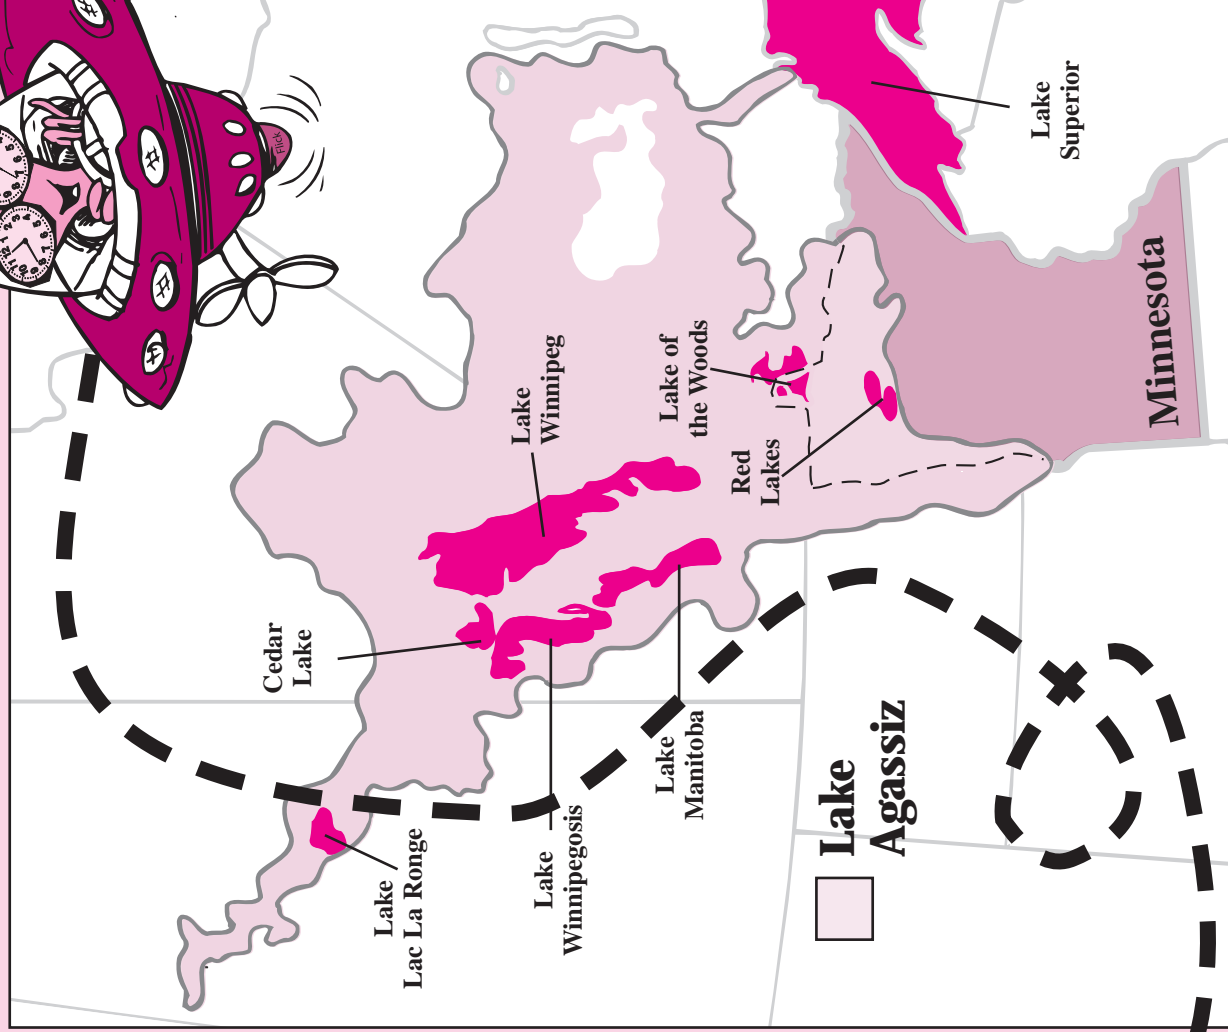 Flick
Cedar
Lake
Lake
Lac La Ronge
Lake
Winnipeg
Lake
Winnipegosis
Lake
Manitoba
Lake of
the Woods
Red
Lakes
Lake
Agassiz
Lake
Superior
Minnesota